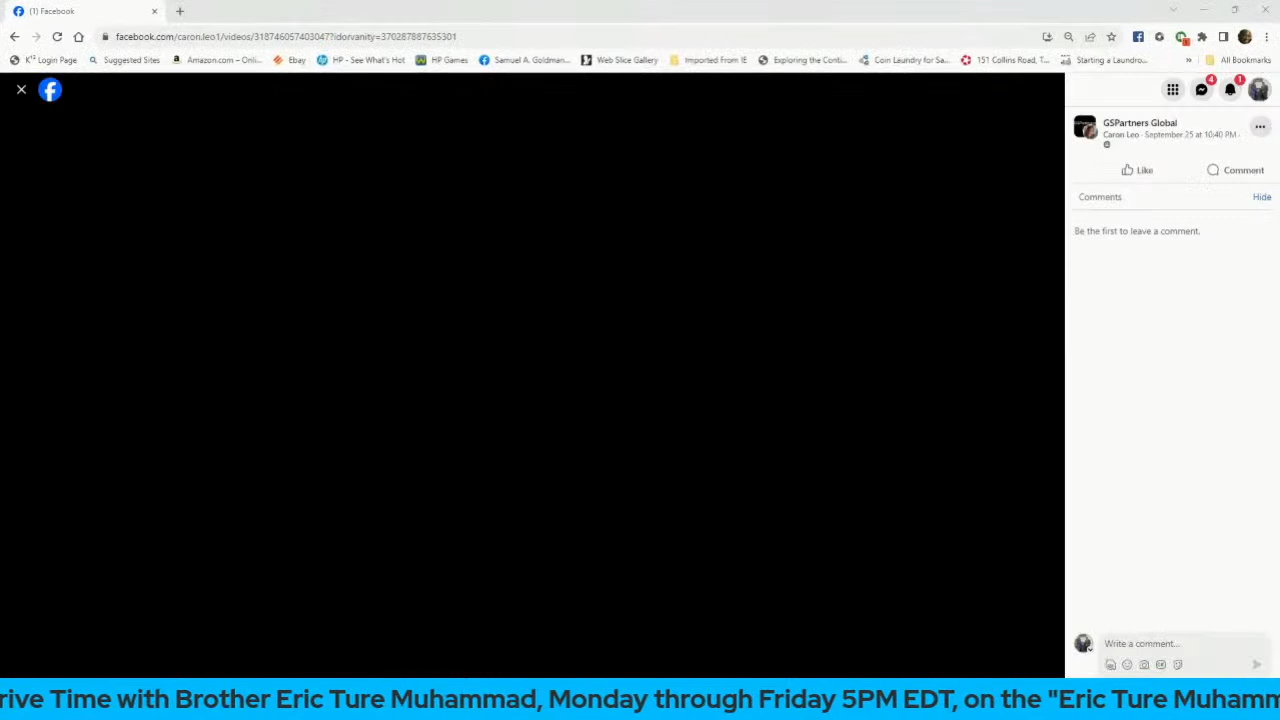 (1) Facebook
facebook.com/caron.leo1/videos/318746057403047?idorvanity=370287887635301
K¹² Login Page Suggested Sites Amazon.com – Onli... Ebay HP - See What's Hot HP Games Samuel A. Goldman... Web Slice Gallery Imported From IE Exploring the Conti... Coin Laundry for Sa... 151 Collins Road, T... Starting a Laundro... » All Bookmarks
4 1
GSPartners Global
Caron Leo · September 25 at 10:40 PM ·
Like Comment
Comments Hide
Be the first to leave a comment.
Write a comment...
rive Time with Brother Eric Ture Muhammad, Monday through Friday 5PM EDT, on the "Eric Ture Muhamm